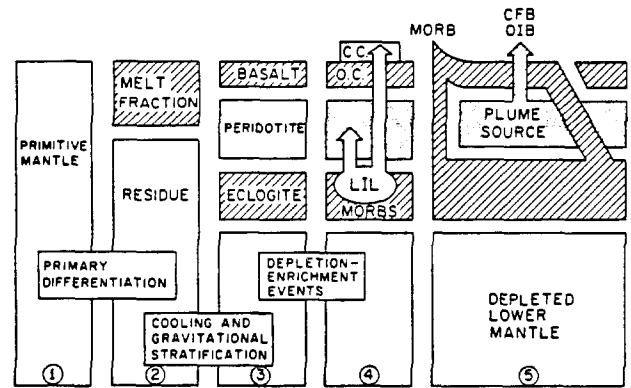 PRIMITIVE
MANTLE
1
MELT
FRACTION
RESIDUE
2
PRIMARY
DIFFERENTIATION
BASALT
PERIDOTITE
ECLOGITE
3
COOLING AND
GRAVITATIONAL
STRATIFICATION
C.C.
O.C.
LIL
MORBS
4
DEPLETION-
ENRICHMENT
EVENTS
MORB
CFB
OIB
PLUME
SOURCE
DEPLETED
LOWER
MANTLE
5